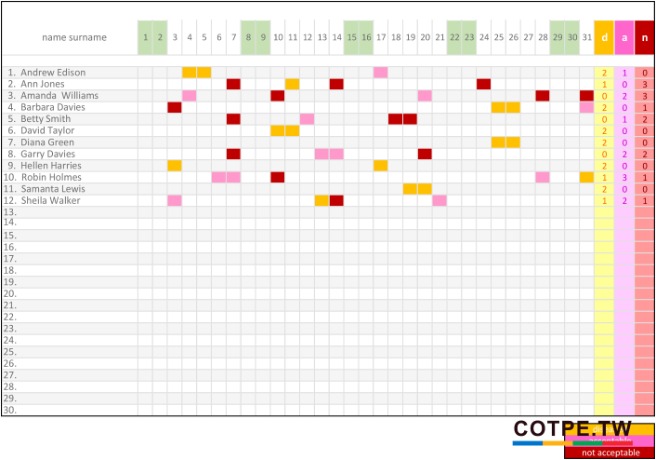 name surname 1 2 3 4 5 6 7 8 9 10 11 12 13 14 15 16 17 18 19 20 21 22 23 24 25 26 27 28 29 30 31 d a n
1. Andrew Edison 2 1 0
2. Ann Jones 1 0 3
3. Amanda Williams 0 2 3
4. Barbara Davies 2 0 1
5. Betty Smith 0 1 2
6. David Taylor 2 0 0
7. Diana Green 2 0 0
8. Garry Davies 0 2 2
9. Hellen Harries 2 0 0
10. Robin Holmes 1 3 1
11. Samanta Lewis 2 0 0
12. Sheila Walker 1 2 1
13.
14.
15.
16.
17.
18.
19.
20.
21.
22.
23.
24.
25.
26.
27.
28.
29.
30.
COTPE.TW
not acceptable